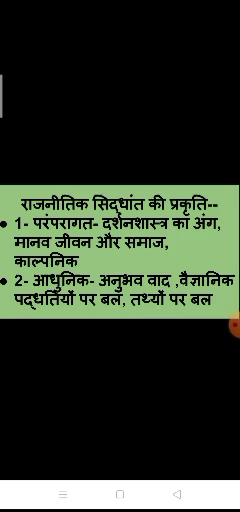 राजनीतिक सिद्धांत की प्रकृति--
• 1- परंपरागत- दर्शनशास्त्र का अंग,
मानव जीवन और समाज,
काल्पनिक
• 2- आधुनिक- अनुभव वाद ,वैज्ञानिक
पद्धतियों पर बल, तथ्यों पर बल